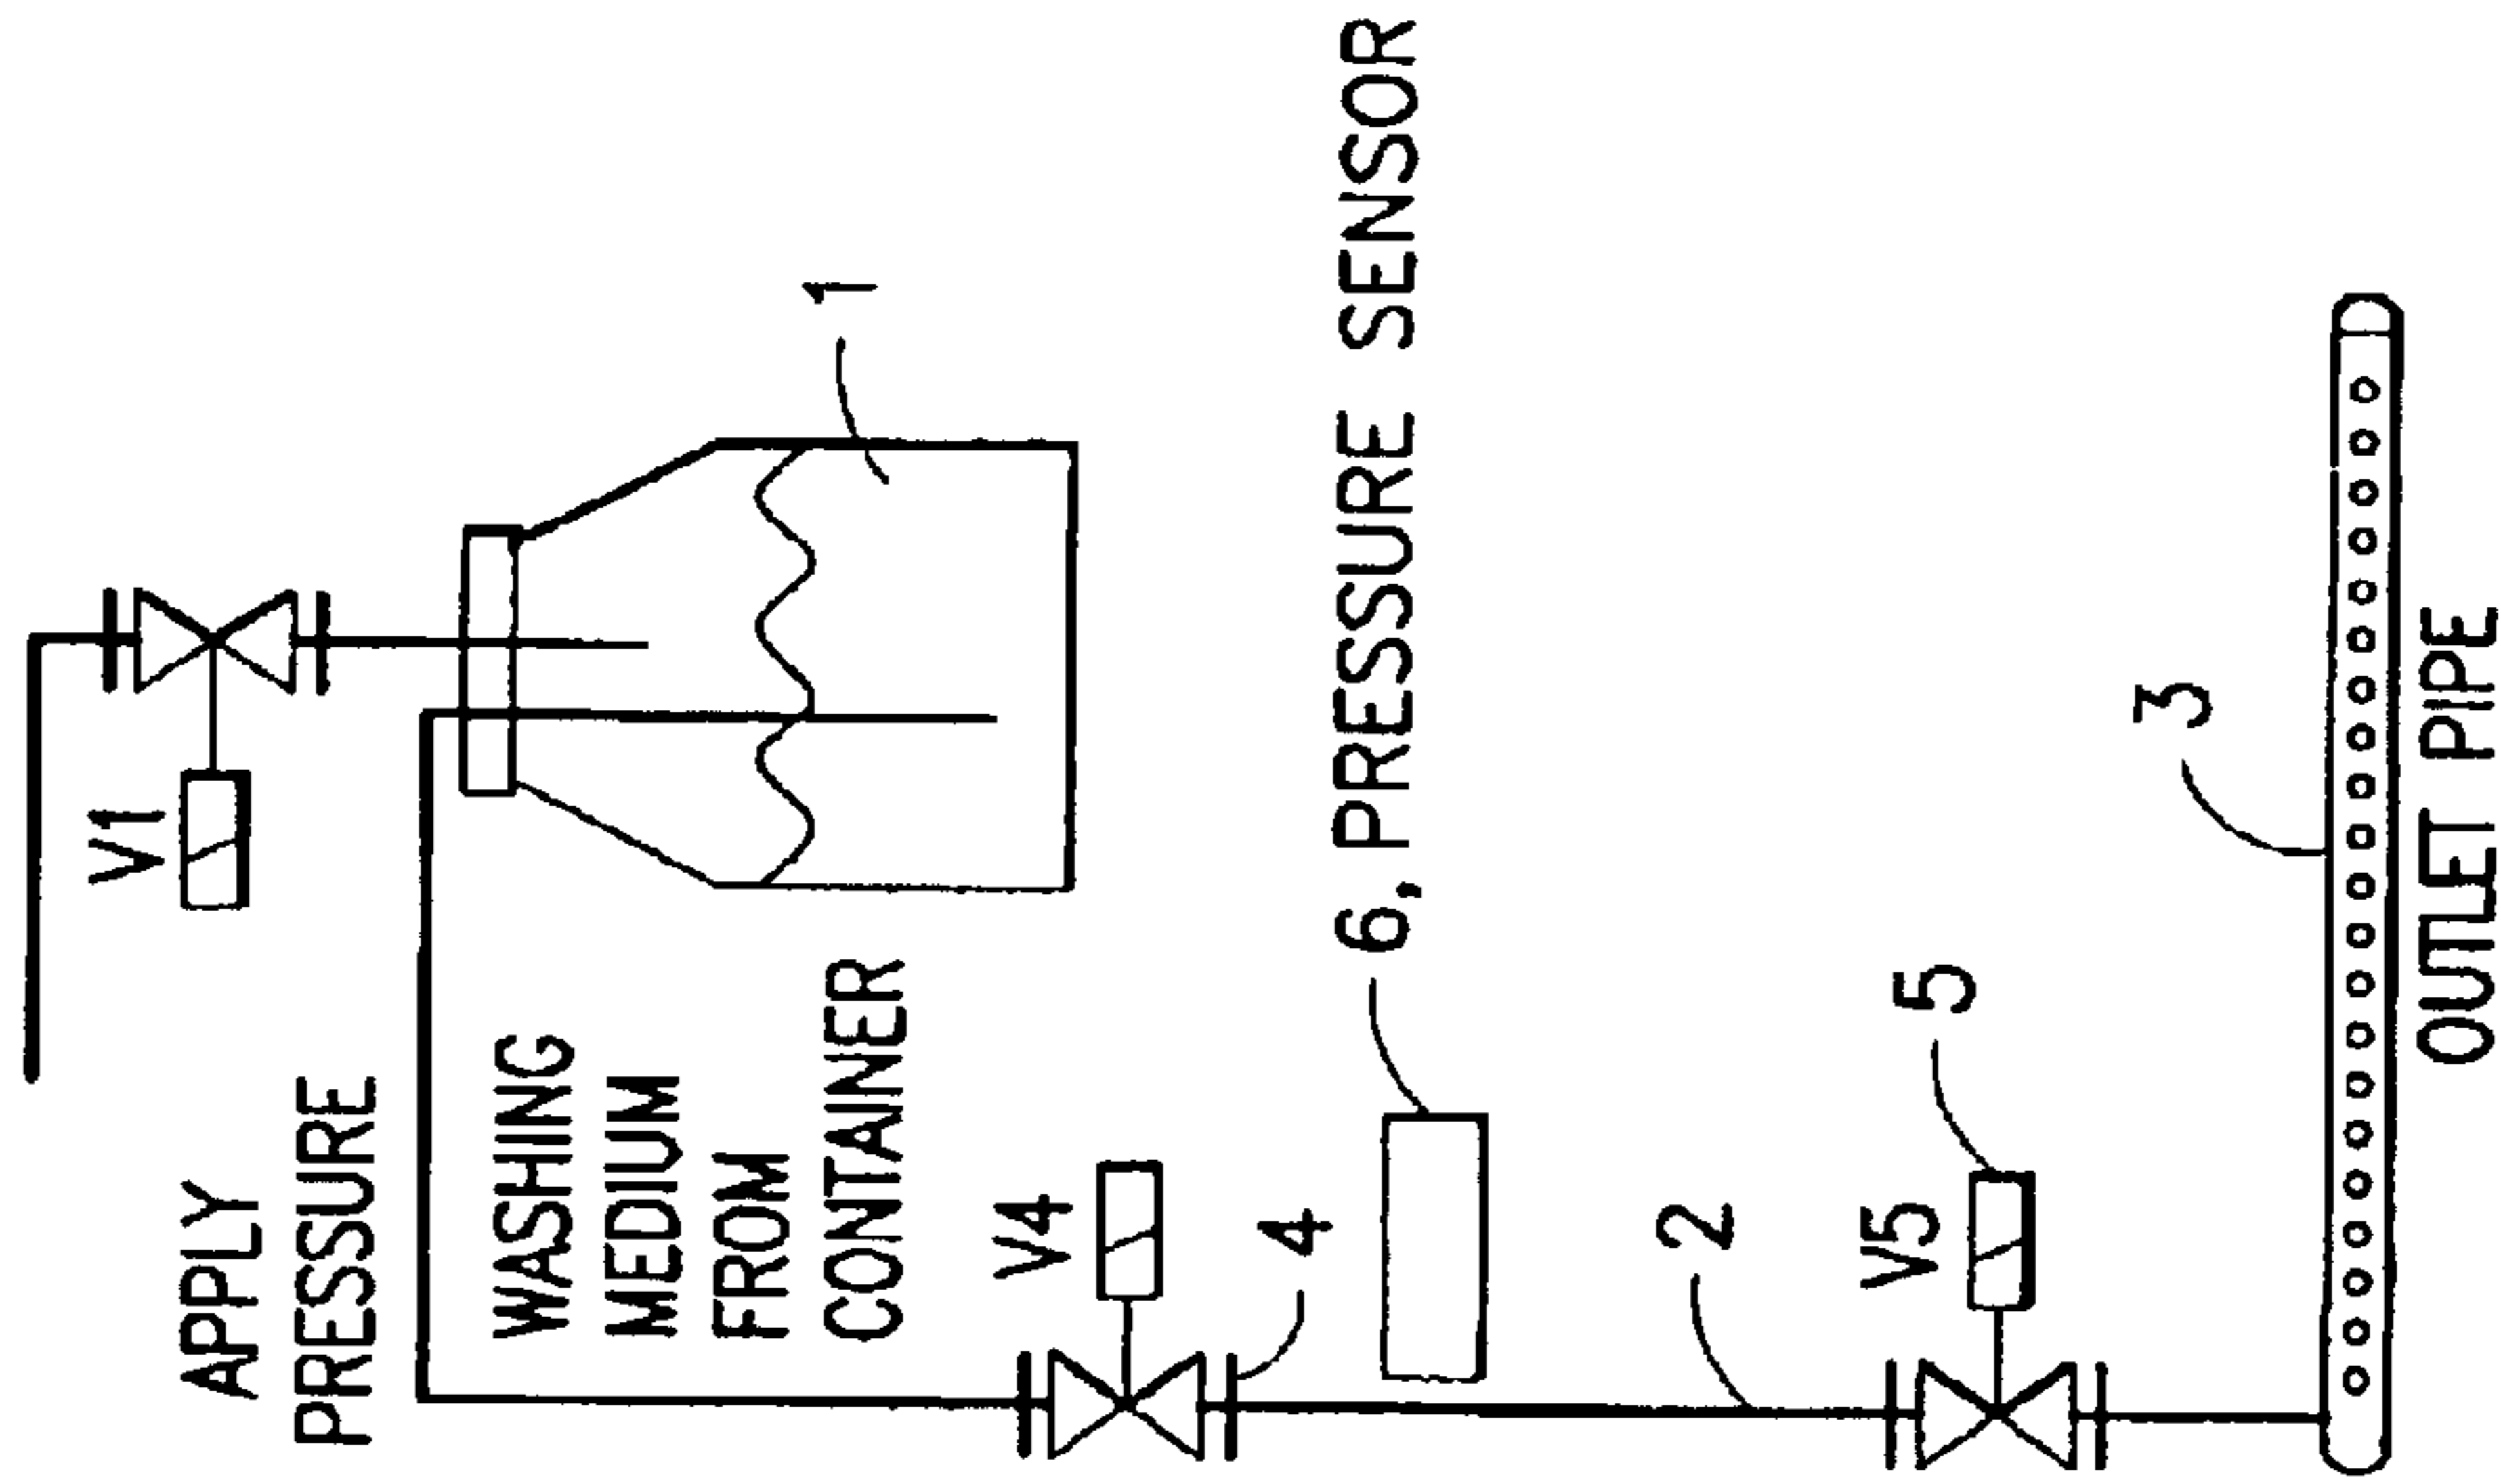 APPLY
PRESSURE
V1
1
WASHING
MEDIUM
FROM
CONTAINER
V4
4
6, PRESSURE SENSOR
2
V5
5
3
OUTLET PIPE